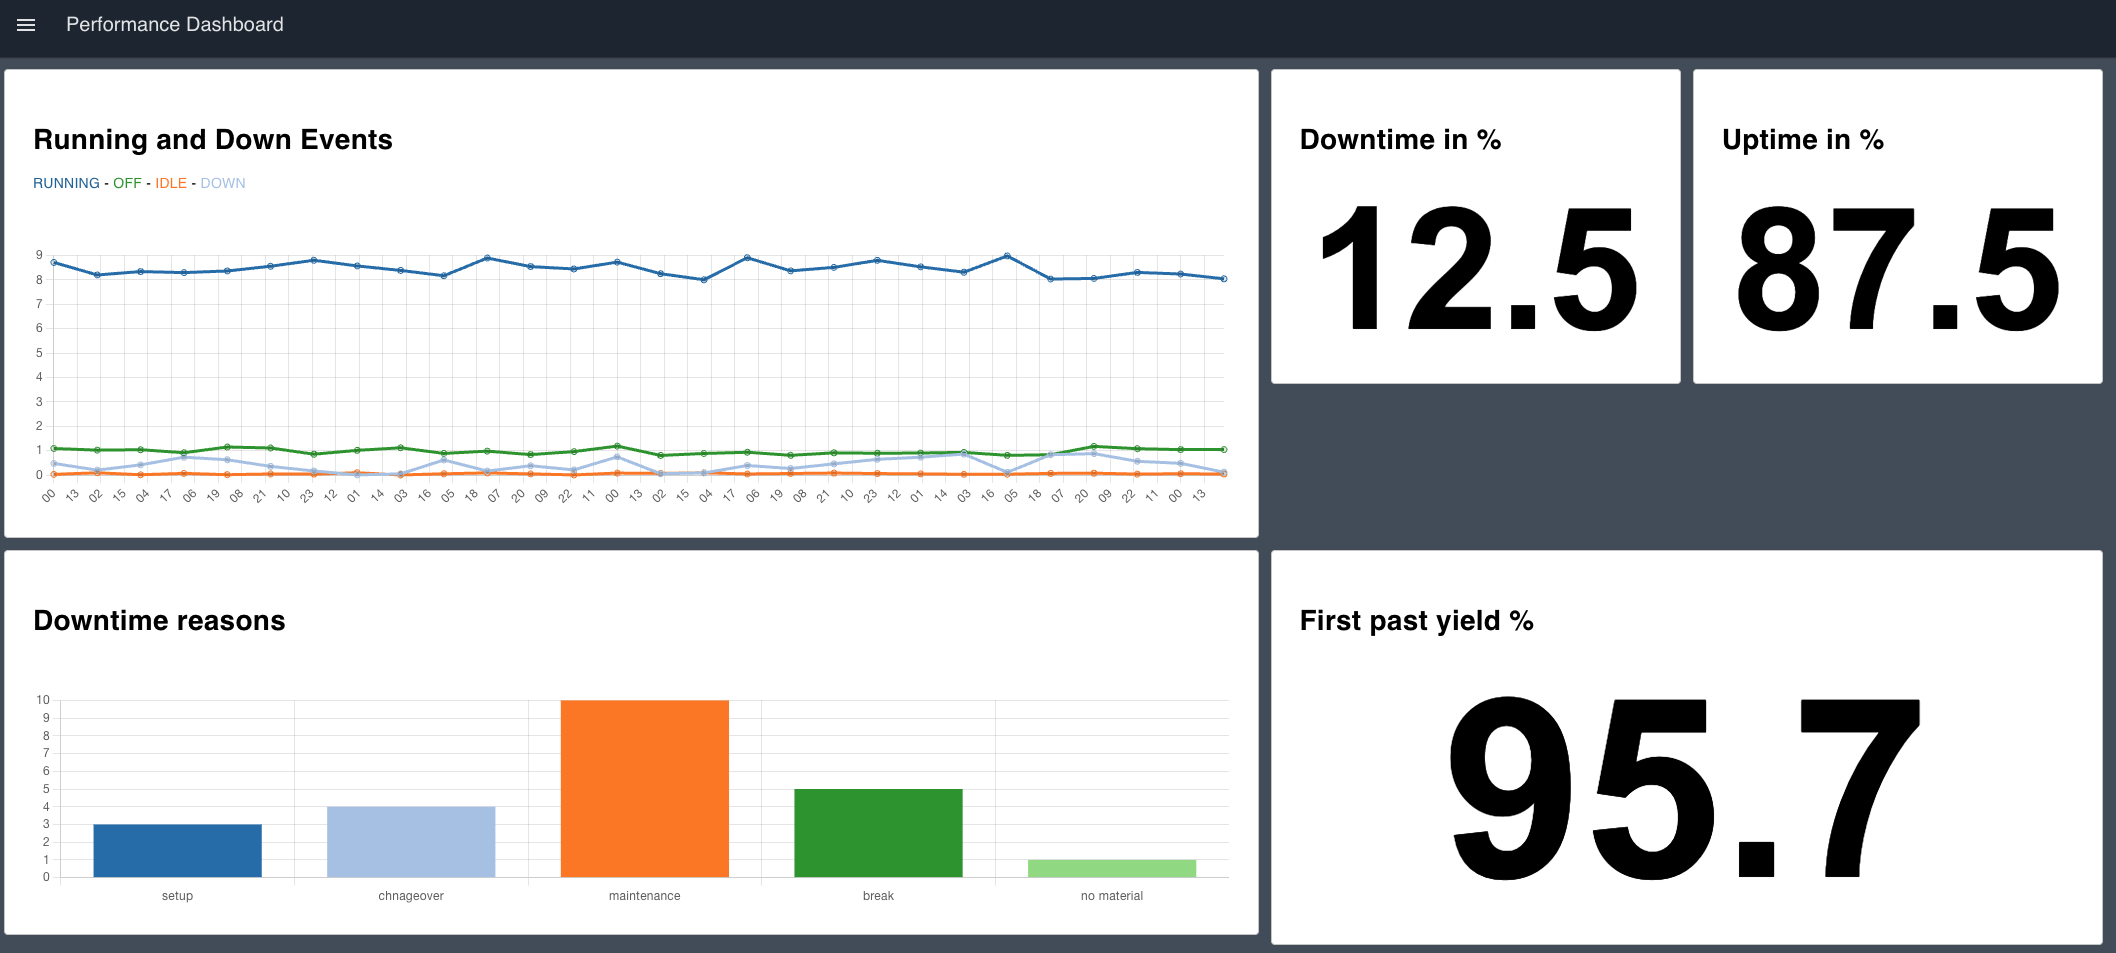 Performance Dashboard
Running and Down Events
RUNNING - OFF - IDLE - DOWN
9
8
7
6
5
4
3
2
1
0
00 13 02 15 04 17 06 19 08 21 10 23 12 01 14 03 16 05 18 07 20 09 22 11 00 13 02 15 04 17 06 19 08 21 10 23 12 01 14 03 16 05 18 07 20 09 22 11 00 13
Downtime in %
12.5
Uptime in %
87.5
Downtime reasons
10
9
8
7
6
5
4
3
2
1
0
setup chnageover maintenance break no material
First past yield %
95.7